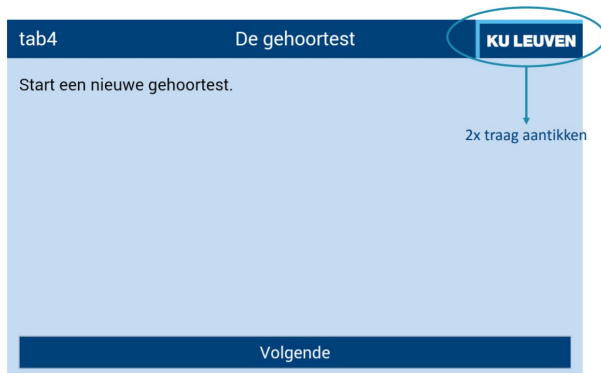 tab4
De gehoortest
KU LEUVEN
Start een nieuwe gehoortest.
2x traag aantikken
Volgende